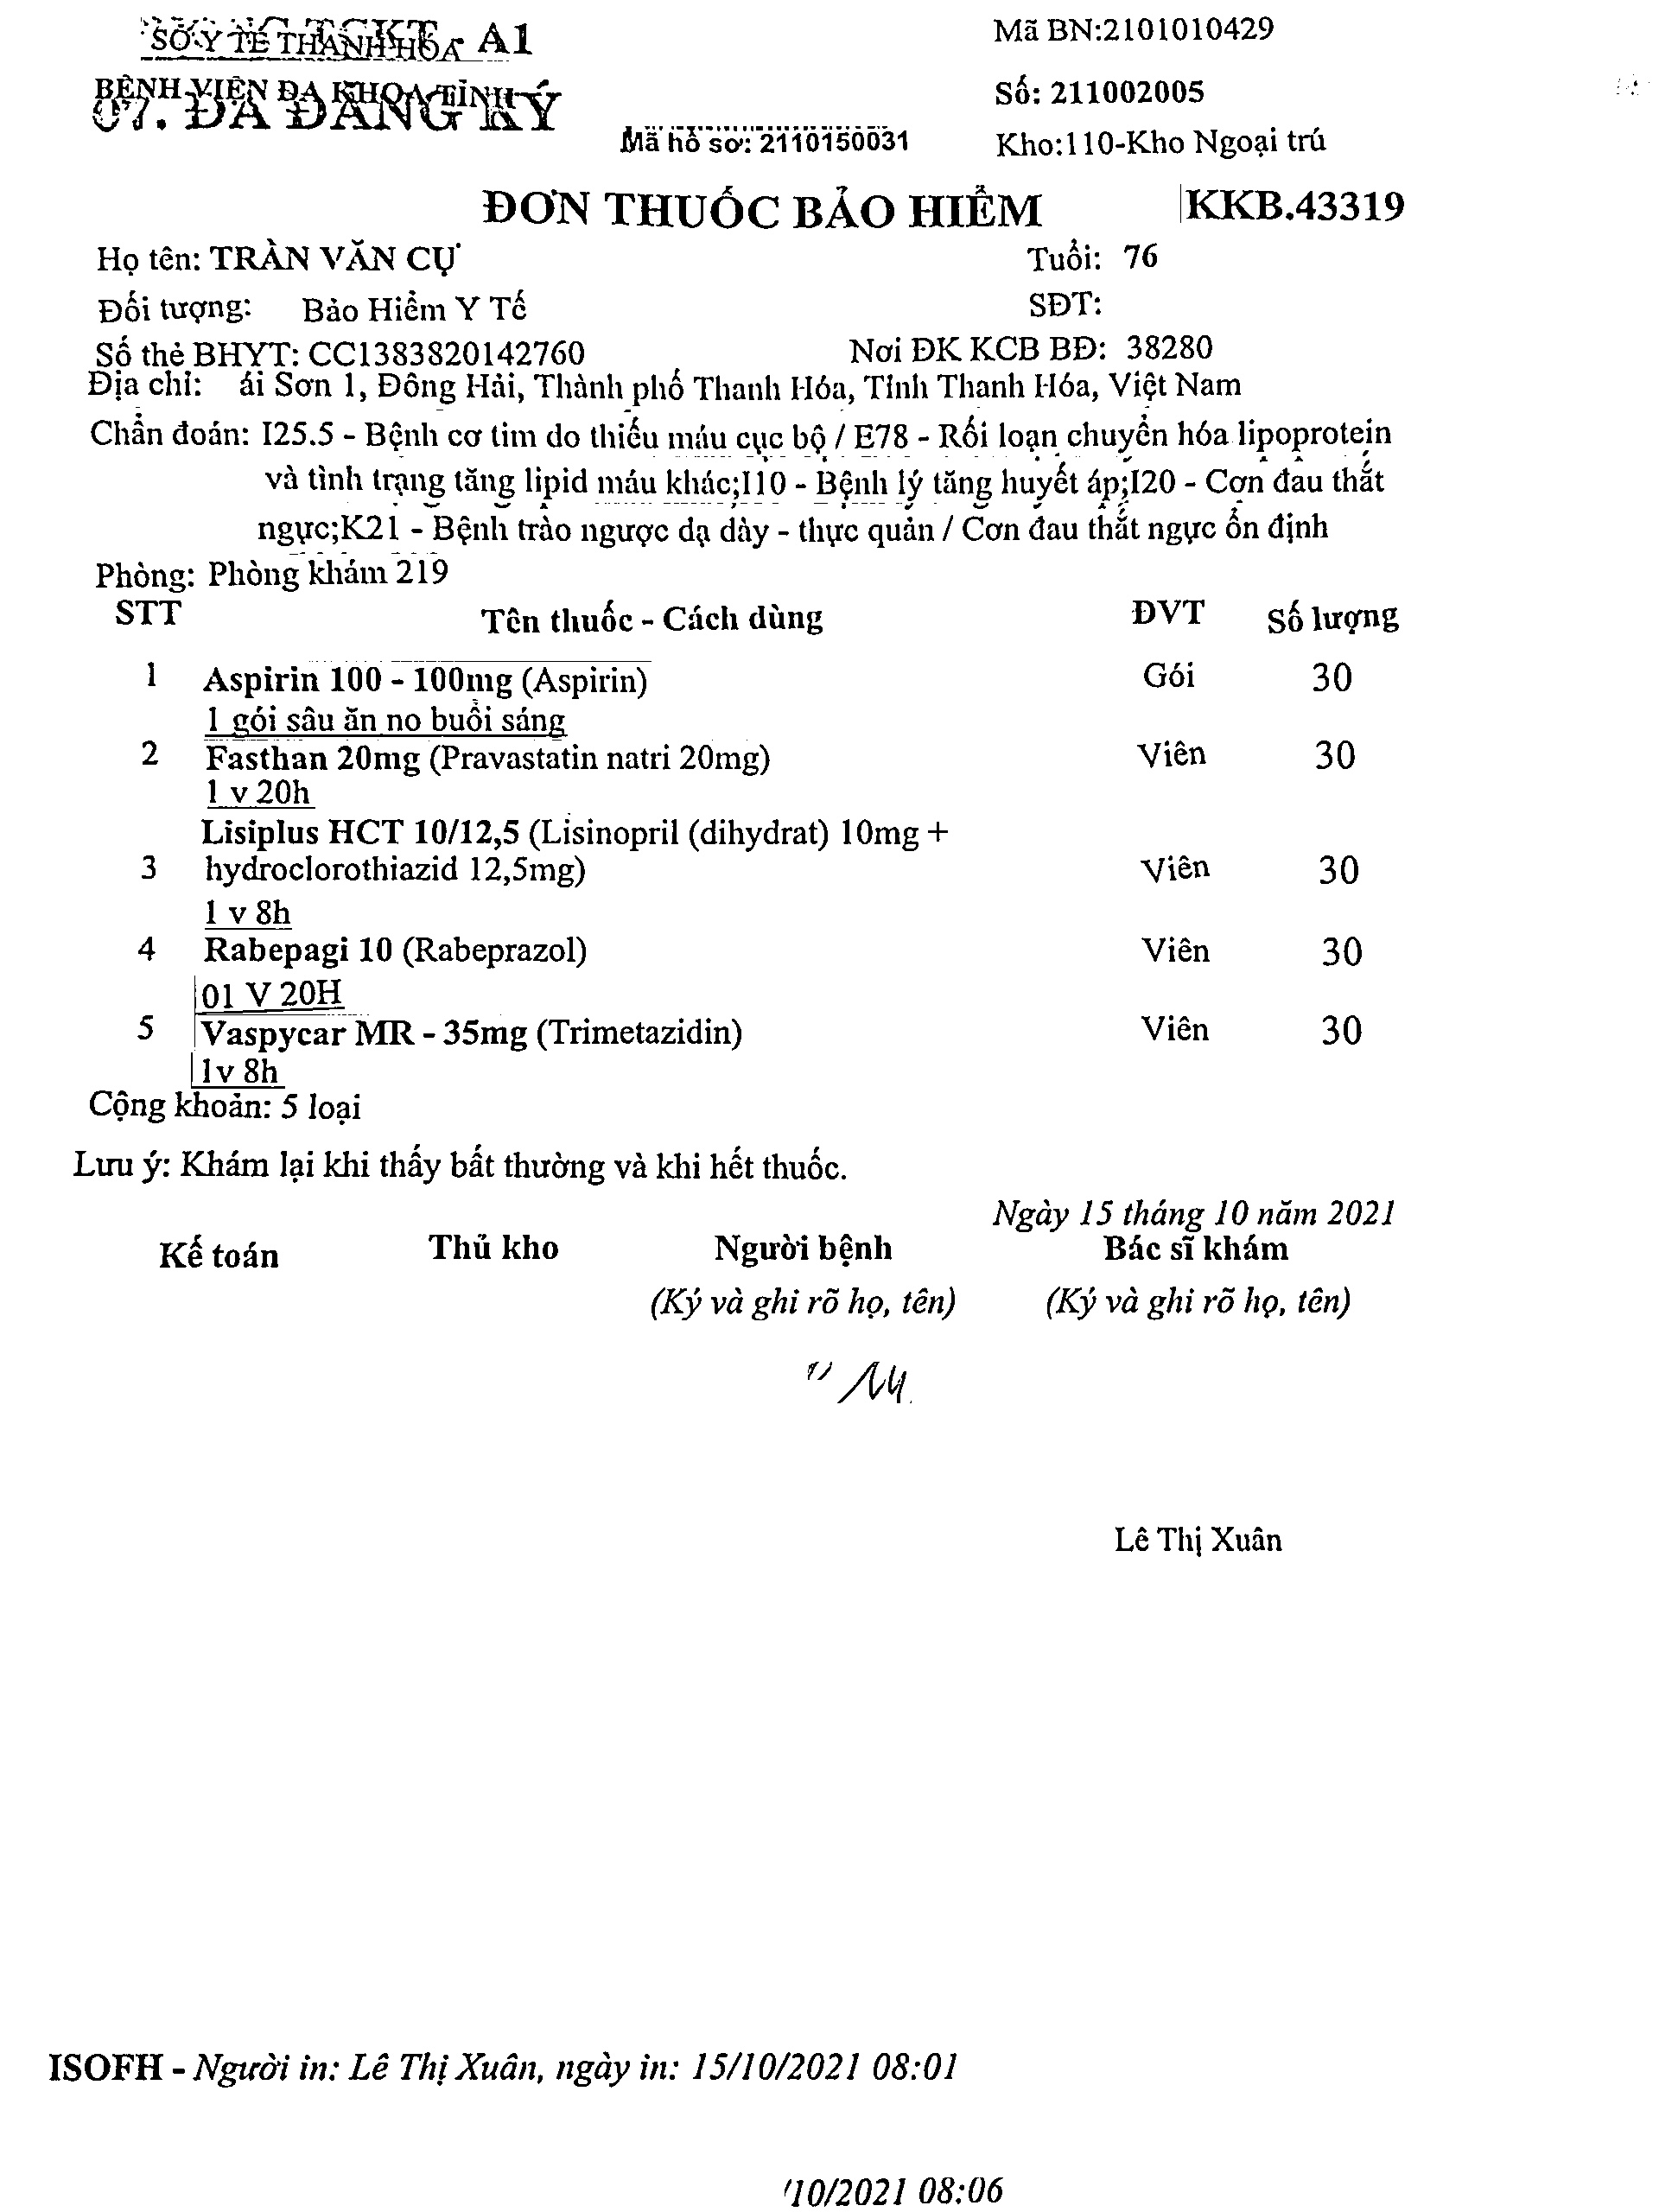 SỞ Y TẾ THANH HÓA A1
BỆNH VIỆN ĐA KHOA TỈNH
07. ĐA ĐĂNG KÝ
Mã BN:2101010429
Số: 211002005
Mã hồ sơ: 2110150031
Kho:110-Kho Ngoại trú
ĐƠN THUỐC BẢO HIỂM
KKB.43319
Họ tên: TRẦN VĂN CỰ Tuổi: 76
Đối tượng: Bảo Hiểm Y Tế SĐT:
Số thẻ BHYT: CC1383820142760 Nơi ĐK KCB BĐ: 38280
Địa chỉ: ái Sơn 1, Đông Hải, Thành phố Thanh Hóa, Tỉnh Thanh Hóa, Việt Nam
Chẩn đoán: I25.5 - Bệnh cơ tim do thiếu máu cục bộ / E78 - Rối loạn chuyển hóa lipoprotein
và tình trạng tăng lipid máu khác;I10 - Bệnh lý tăng huyết áp;I20 - Cơn đau thắt
ngực;K21 - Bệnh trào ngược dạ dày - thực quản / Cơn đau thắt ngực ổn định
Phòng: Phòng khám 219
STT Tên thuốc - Cách dùng ĐVT Số lượng
1 Aspirin 100 - 100mg (Aspirin) Gói 30
1 gói sâu ăn no buổi sáng
2 Fasthan 20mg (Pravastatin natri 20mg) Viên 30
1 v 20h
Lisiplus HCT 10/12,5 (Lisinopril (dihydrat) 10mg +
3 hydroclorothiazid 12,5mg) Viên 30
1 v 8h
4 Rabepagi 10 (Rabeprazol) Viên 30
01 V 20H
5 Vaspycar MR - 35mg (Trimetazidin) Viên 30
1v 8h
Cộng khoản: 5 loại
Lưu ý: Khám lại khi thấy bất thường và khi hết thuốc.
Ngày 15 tháng 10 năm 2021
Kế toán Thủ kho Người bệnh Bác sĩ khám
(Ký và ghi rõ họ, tên) (Ký và ghi rõ họ, tên)
Lê Thị Xuân
ISOFH - Người in: Lê Thị Xuân, ngày in: 15/10/2021 08:01
/10/2021 08:06